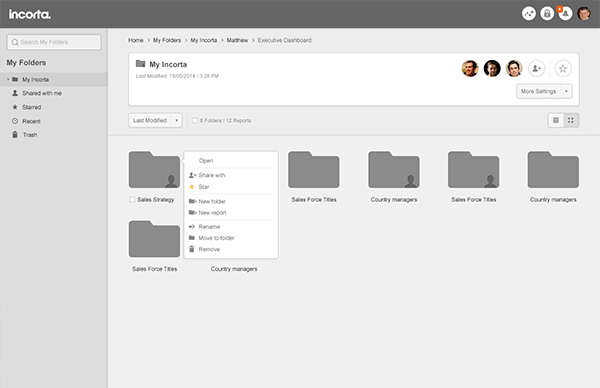 incorta.
Search My Folders
My Folders
My Incorta
Shared with me
Starred
Recent
Trash
Home > My Folders > My Incorta > Matthew > Executive Dashboard
My Incorta
Last Modified: 18/05/2014 / 3:28 PM
More Settings
Last Modified
8 Folders / 12 Reports
Open
Share with
Star
New folder
New report
Rename
Move to folder
Remove
Sales Strategy
Sales Force Titles
Country managers
Sales Force Titles
Country managers
Sales Force Titles
Country managers